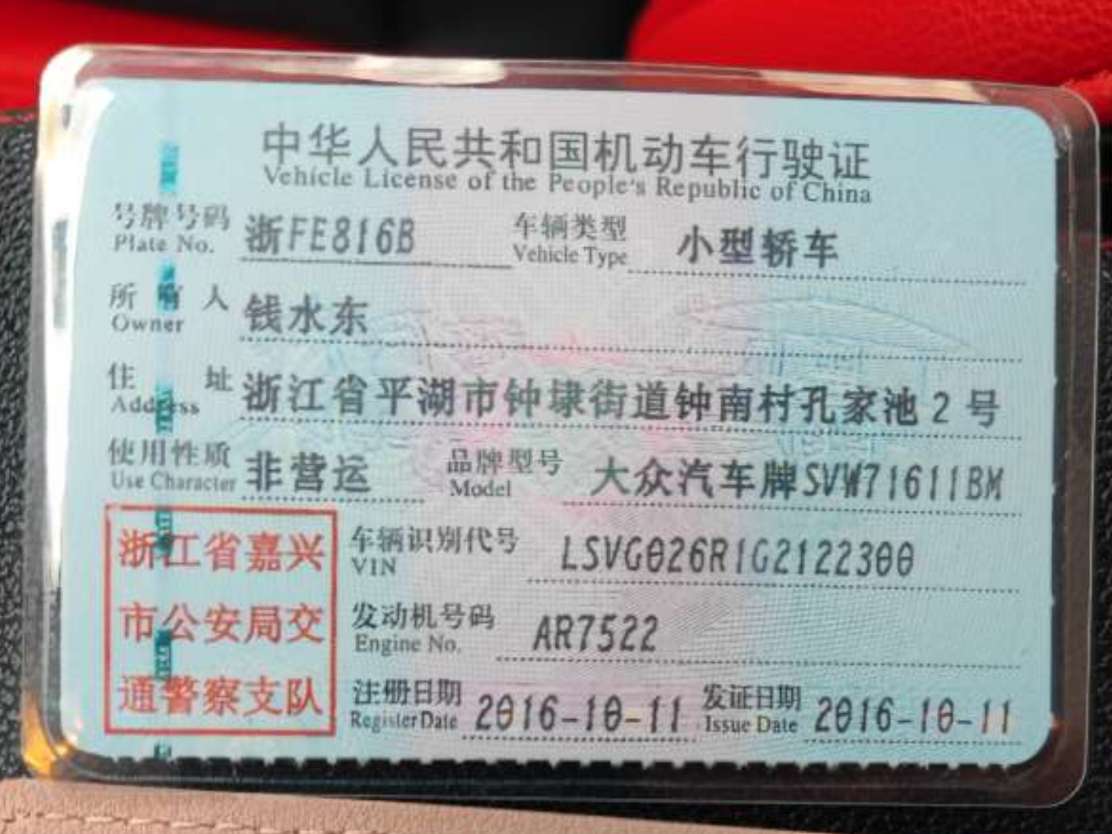 中华人民共和国机动车行驶证
Vehicle License of the People's Republic of China
号牌号码 浙FE816B 车辆类型 小型轿车
Plate No. Vehicle Type
所有人 钱水东
Owner
住址 浙江省平湖市钟埭街道钟南村孔家池2号
Address
使用性质 非营运 品牌型号 大众汽车牌SVW71611BM
Use Character Model
浙江省嘉兴
市公安局交
通警察支队
车辆识别代号 LSVG026R1G2122300
VIN
发动机号码 AR7522
Engine No.
注册日期 2016-10-11 发证日期 2016-10-11
Register Date Issue Date